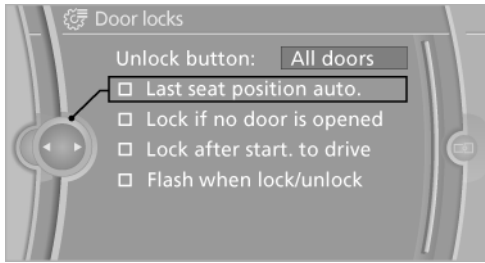 Door locks
Unlock button: All doors
Last seat position auto.
Lock if no door is opened
Lock after start. to drive
Flash when lock/unlock